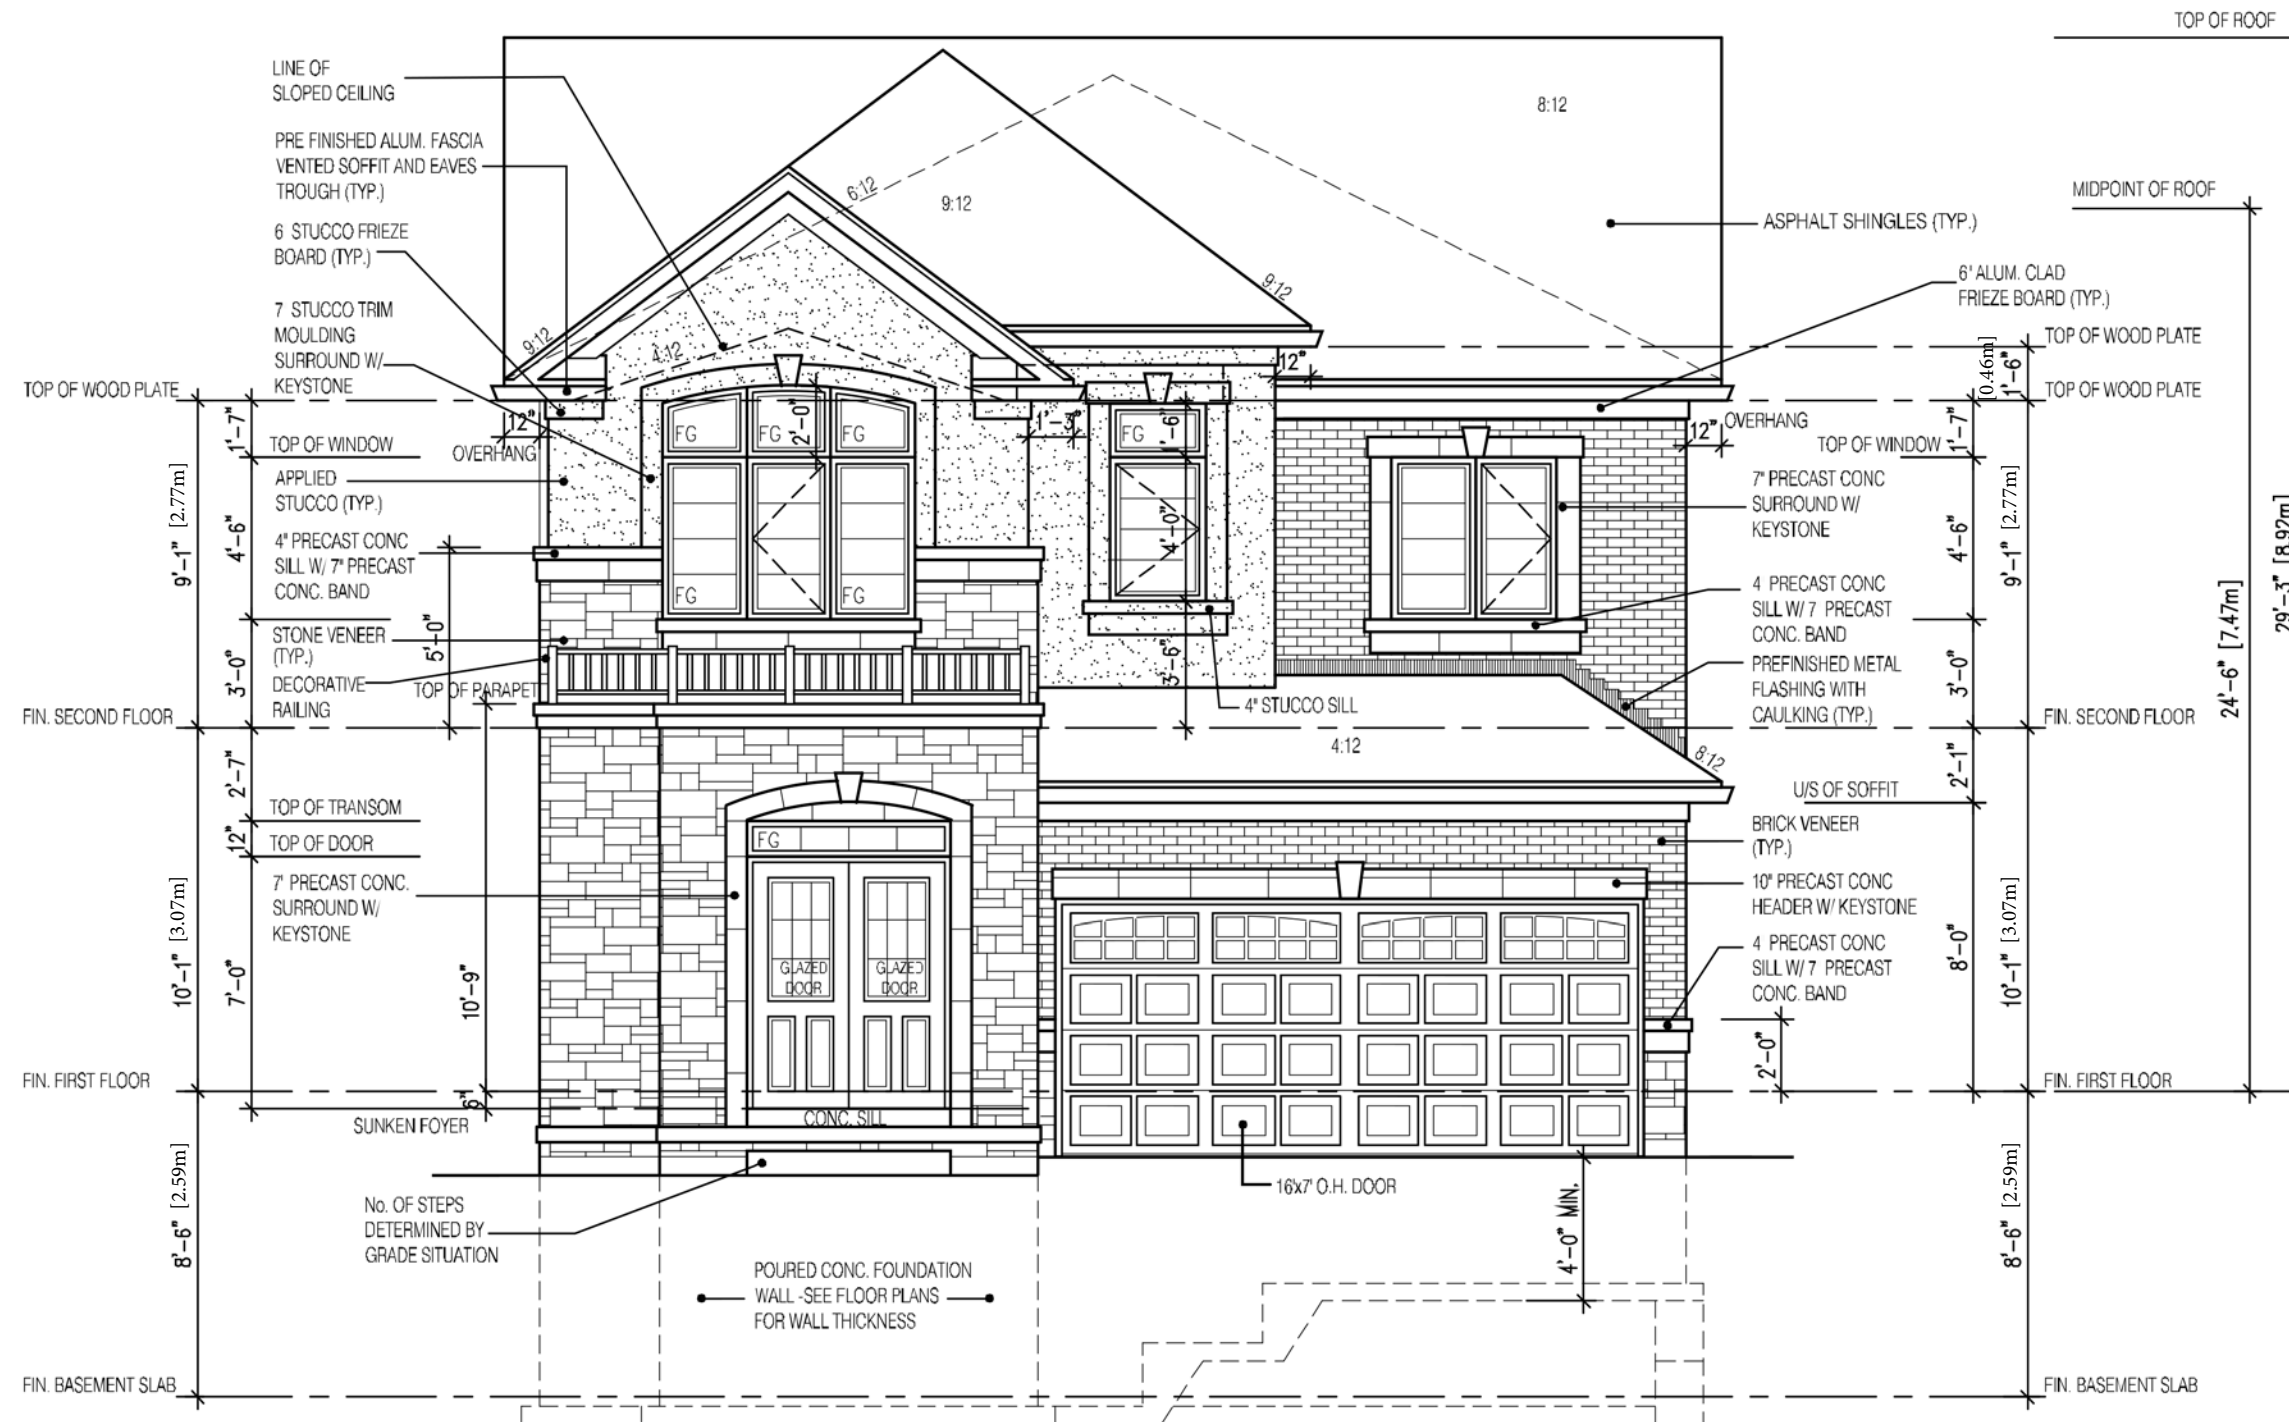 TOP OF ROOF
LINE OF
SLOPED CEILING
8:12
PRE FINISHED ALUM. FASCIA
VENTED SOFFIT AND EAVES
TROUGH (TYP.)
6:12
9:12
MIDPOINT OF ROOF
ASPHALT SHINGLES (TYP.)
6 STUCCO FRIEZE
BOARD (TYP.)
6' ALUM. CLAD
FRIEZE BOARD (TYP.)
9:12
7 STUCCO TRIM
MOULDING
SURROUND W/
KEYSTONE
9:12
4:12
12"
TOP OF WOOD PLATE
[0.46m]
1'-6"
TOP OF WOOD PLATE
TOP OF WOOD PLATE
1'-7"
12"
OVERHANG
FG
FG
2'-0"
FG
1'-3"
FG
1'-6"
12"
OVERHANG
TOP OF WINDOW
1'-7"
TOP OF WINDOW
APPLIED
STUCCO (TYP.)
7" PRECAST CONC
SURROUND W/
KEYSTONE
9'-1" [2.77m]
4'-6"
4'-0"
4'-6"
9'-1" [2.77m]
29'-3" [8.92m]
4" PRECAST CONC
SILL W/ 7" PRECAST
CONC. BAND
FG
FG
4 PRECAST CONC
SILL W/ 7 PRECAST
CONC. BAND
24'-6" [7.47m]
STONE VENEER
(TYP.)
5'-0"
3'-0"
3'-6"
3'-0"
DECORATIVE
RAILING
TOP OF PARAPET
4" STUCCO SILL
PREFINISHED METAL
FLASHING WITH
CAULKING (TYP.)
FIN. SECOND FLOOR
FIN. SECOND FLOOR
4:12
8:12
2'-7"
2'-1"
U/S OF SOFFIT
TOP OF TRANSOM
12"
TOP OF DOOR
FG
BRICK VENEER
(TYP.)
7' PRECAST CONC.
SURROUND W/
KEYSTONE
10" PRECAST CONC
HEADER W/ KEYSTONE
10'-1" [3.07m]
7'-0"
10'-9"
GLAZED
DOOR
GLAZED
DOOR
4 PRECAST CONC
SILL W/ 7 PRECAST
CONC. BAND
8'-0"
10'-1" [3.07m]
2'-0"
FIN. FIRST FLOOR
FIN. FIRST FLOOR
6"
SUNKEN FOYER
CONC. SILL
16'x7' O.H. DOOR
No. OF STEPS
DETERMINED BY
GRADE SITUATION
8'-6" [2.59m]
4'-0" MIN.
8'-6" [2.59m]
POURED CONC. FOUNDATION
WALL -SEE FLOOR PLANS
FOR WALL THICKNESS
FIN. BASEMENT SLAB
FIN. BASEMENT SLAB